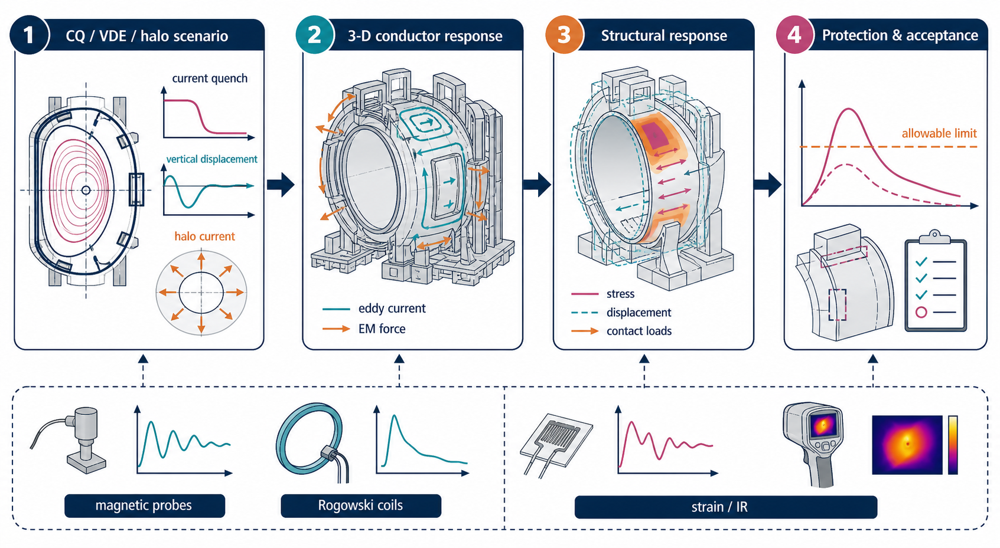 1
CQ / VDE / halo scenario
current quench
vertical displacement
halo current
2
3-D conductor response
eddy current
EM force
3
Structural response
stress
displacement
contact loads
4
Protection & acceptance
allowable limit
magnetic probes
Rogowski coils
strain / IR